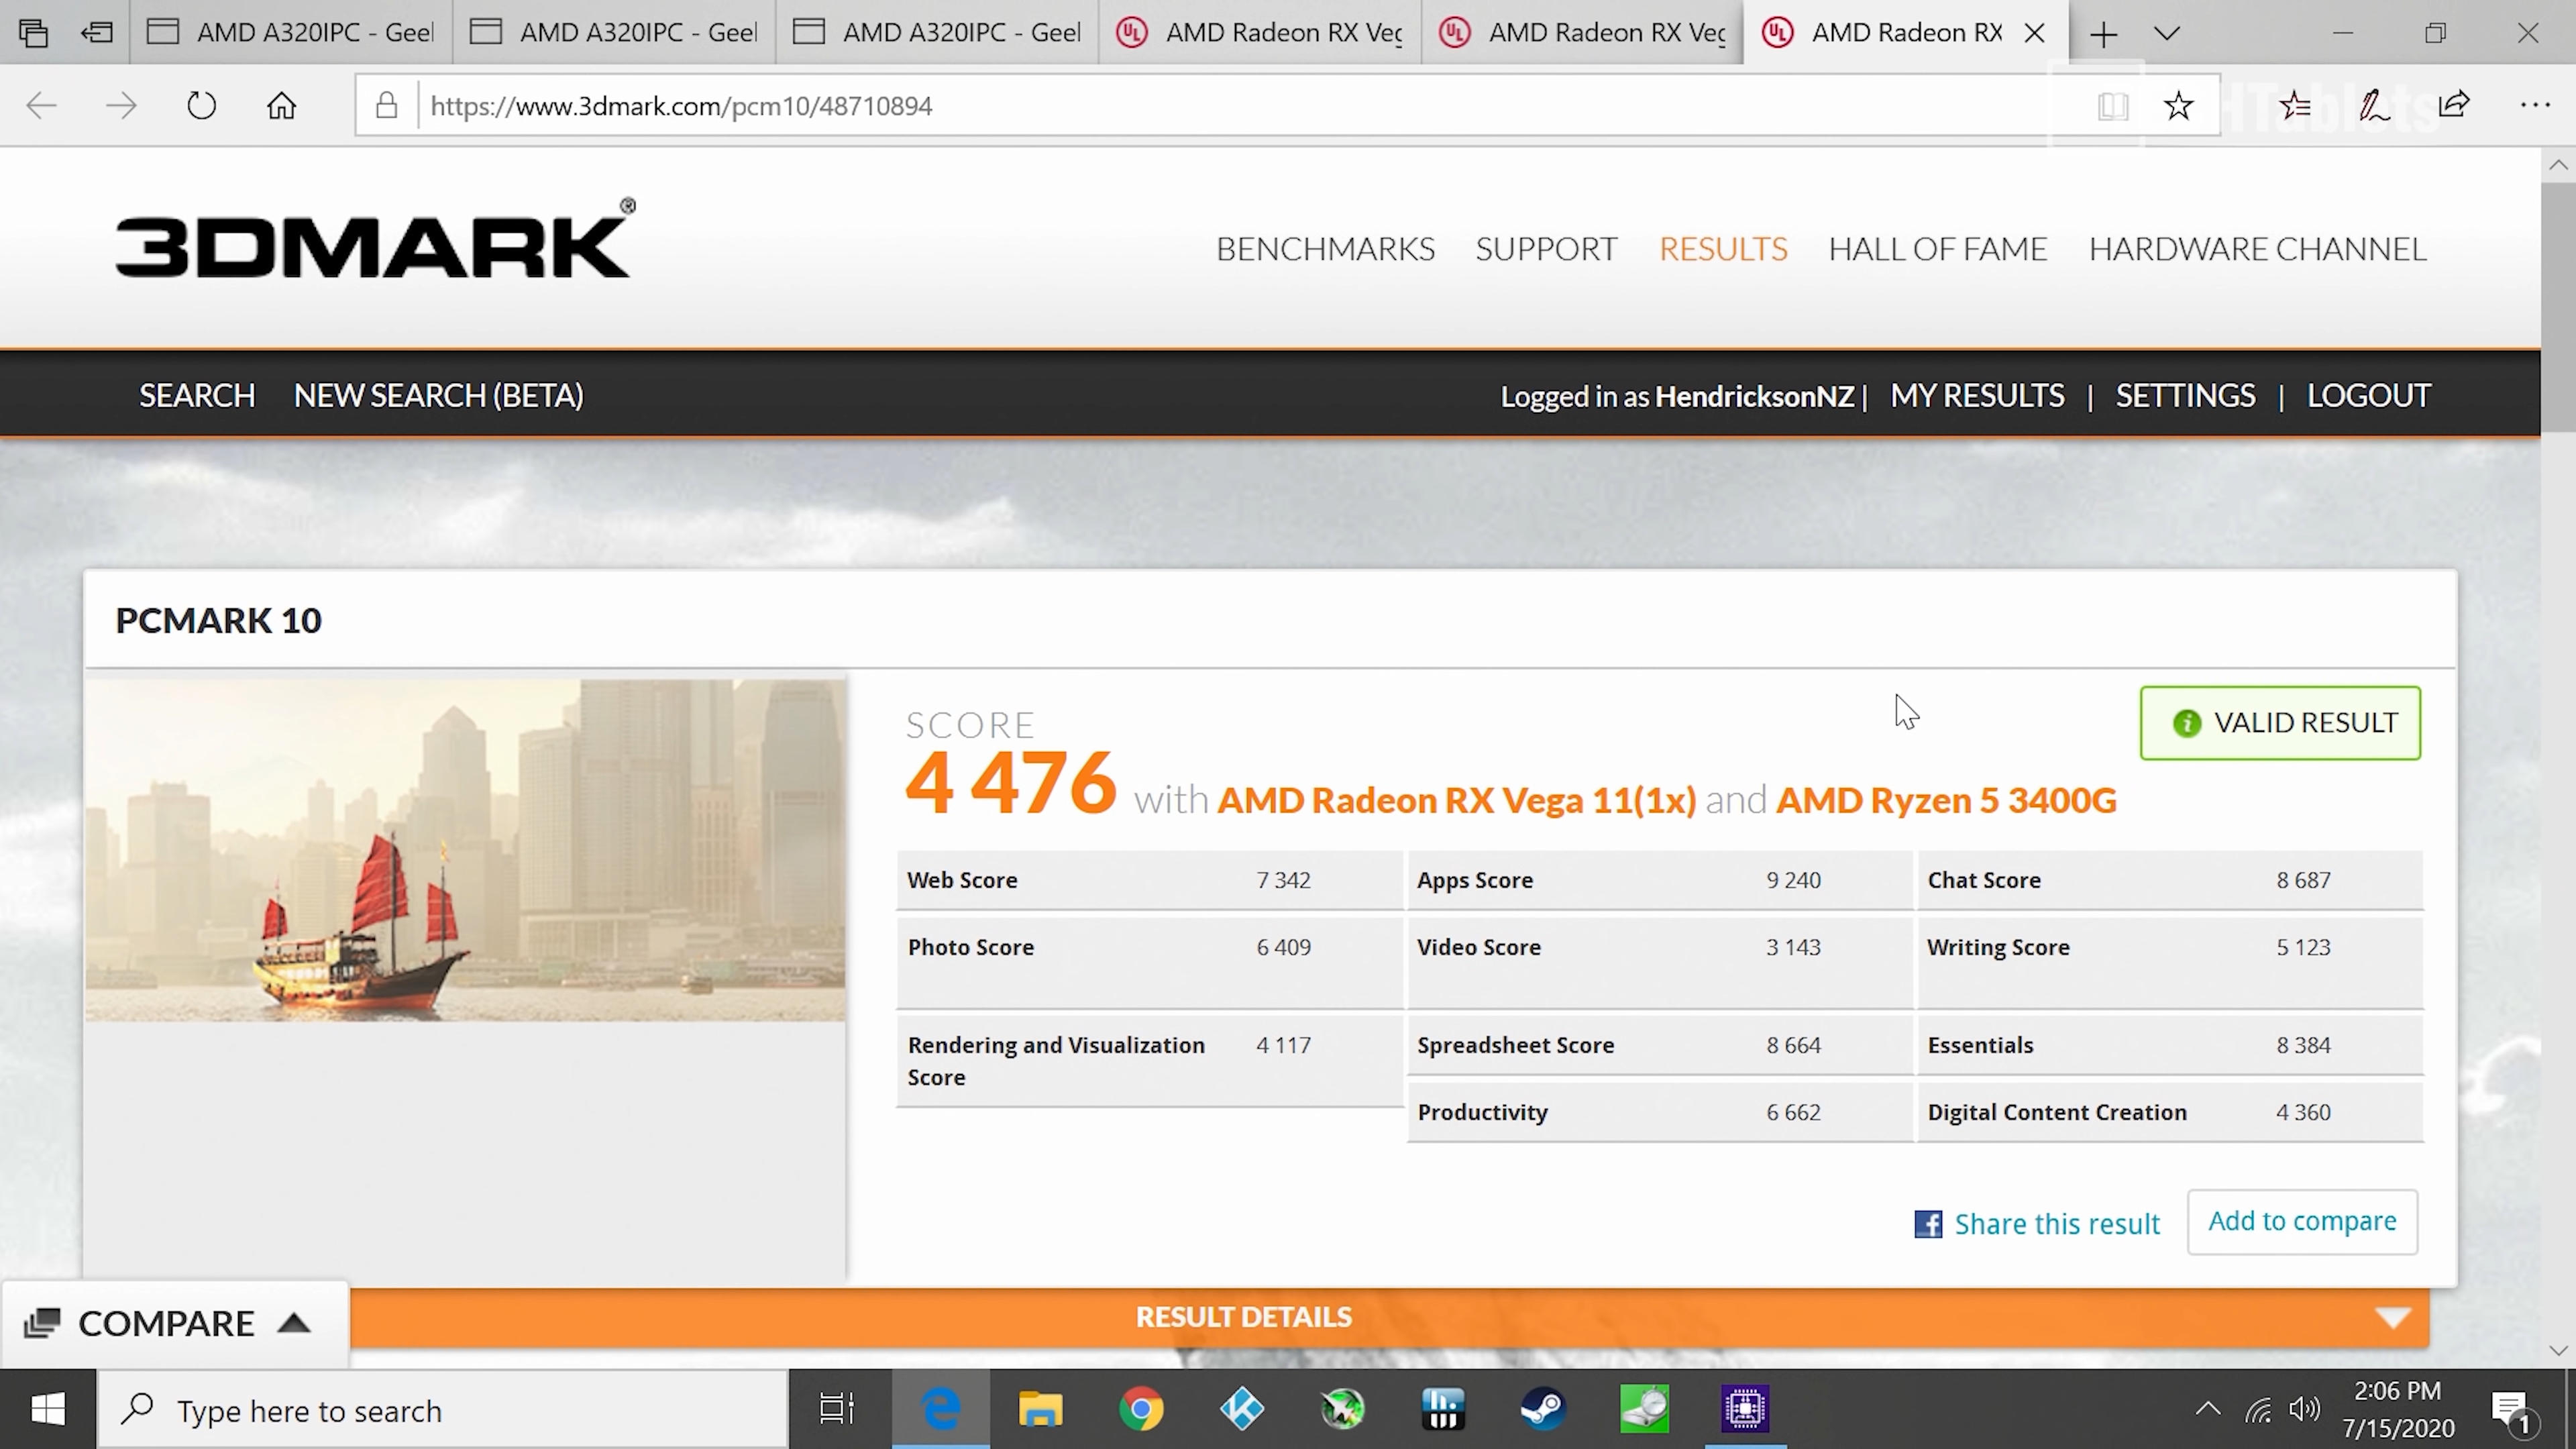 AMD A320IPC - Geel
AMD A320IPC - Geel
AMD A320IPC - Geel
UL AMD Radeon RX Veg
UL AMD Radeon RX Veg
UL AMD Radeon RX
https://www.3dmark.com/pcm10/48710894
HTablets
3DMARK®
BENCHMARKS SUPPORT RESULTS HALL OF FAME HARDWARE CHANNEL
SEARCH NEW SEARCH (BETA) Logged in as HendricksonNZ | MY RESULTS | SETTINGS | LOGOUT
PCMARK 10
SCORE
VALID RESULT
4 476 with AMD Radeon RX Vega 11(1x) and AMD Ryzen 5 3400G
Web Score 7 342 Apps Score 9 240 Chat Score 8 687
Photo Score 6 409 Video Score 3 143 Writing Score 5 123
Rendering and Visualization Score 4 117 Spreadsheet Score 8 664 Essentials 8 384
Productivity 6 662 Digital Content Creation 4 360
Share this result Add to compare
COMPARE RESULT DETAILS
Type here to search
2:06 PM
7/15/2020
1